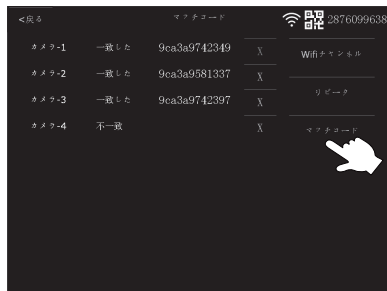 <戻る マッチコード 2876099638
カメラ-1 一致した 9ca3a9742349 X
Wifiチャンネル
カメラ-2 一致した 9ca3a9581337 X
リピータ
カメラ-3 一致した 9ca3a9742397 X
カメラ-4 不一致 X
マッチコード